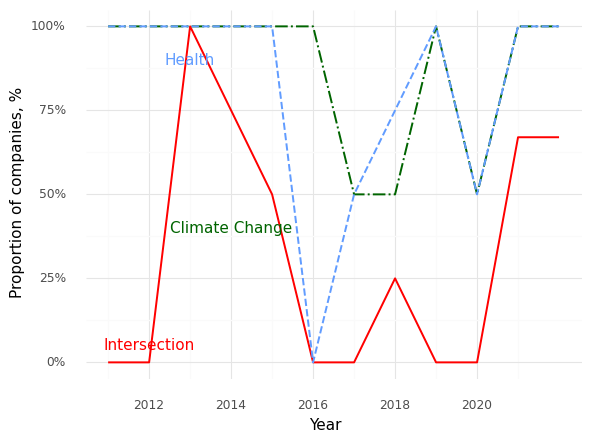 100%
Health
75%
50%
Climate Change
25%
Intersection
0%
2012 2014 2016 2018 2020
Year
Proportion of companies, %